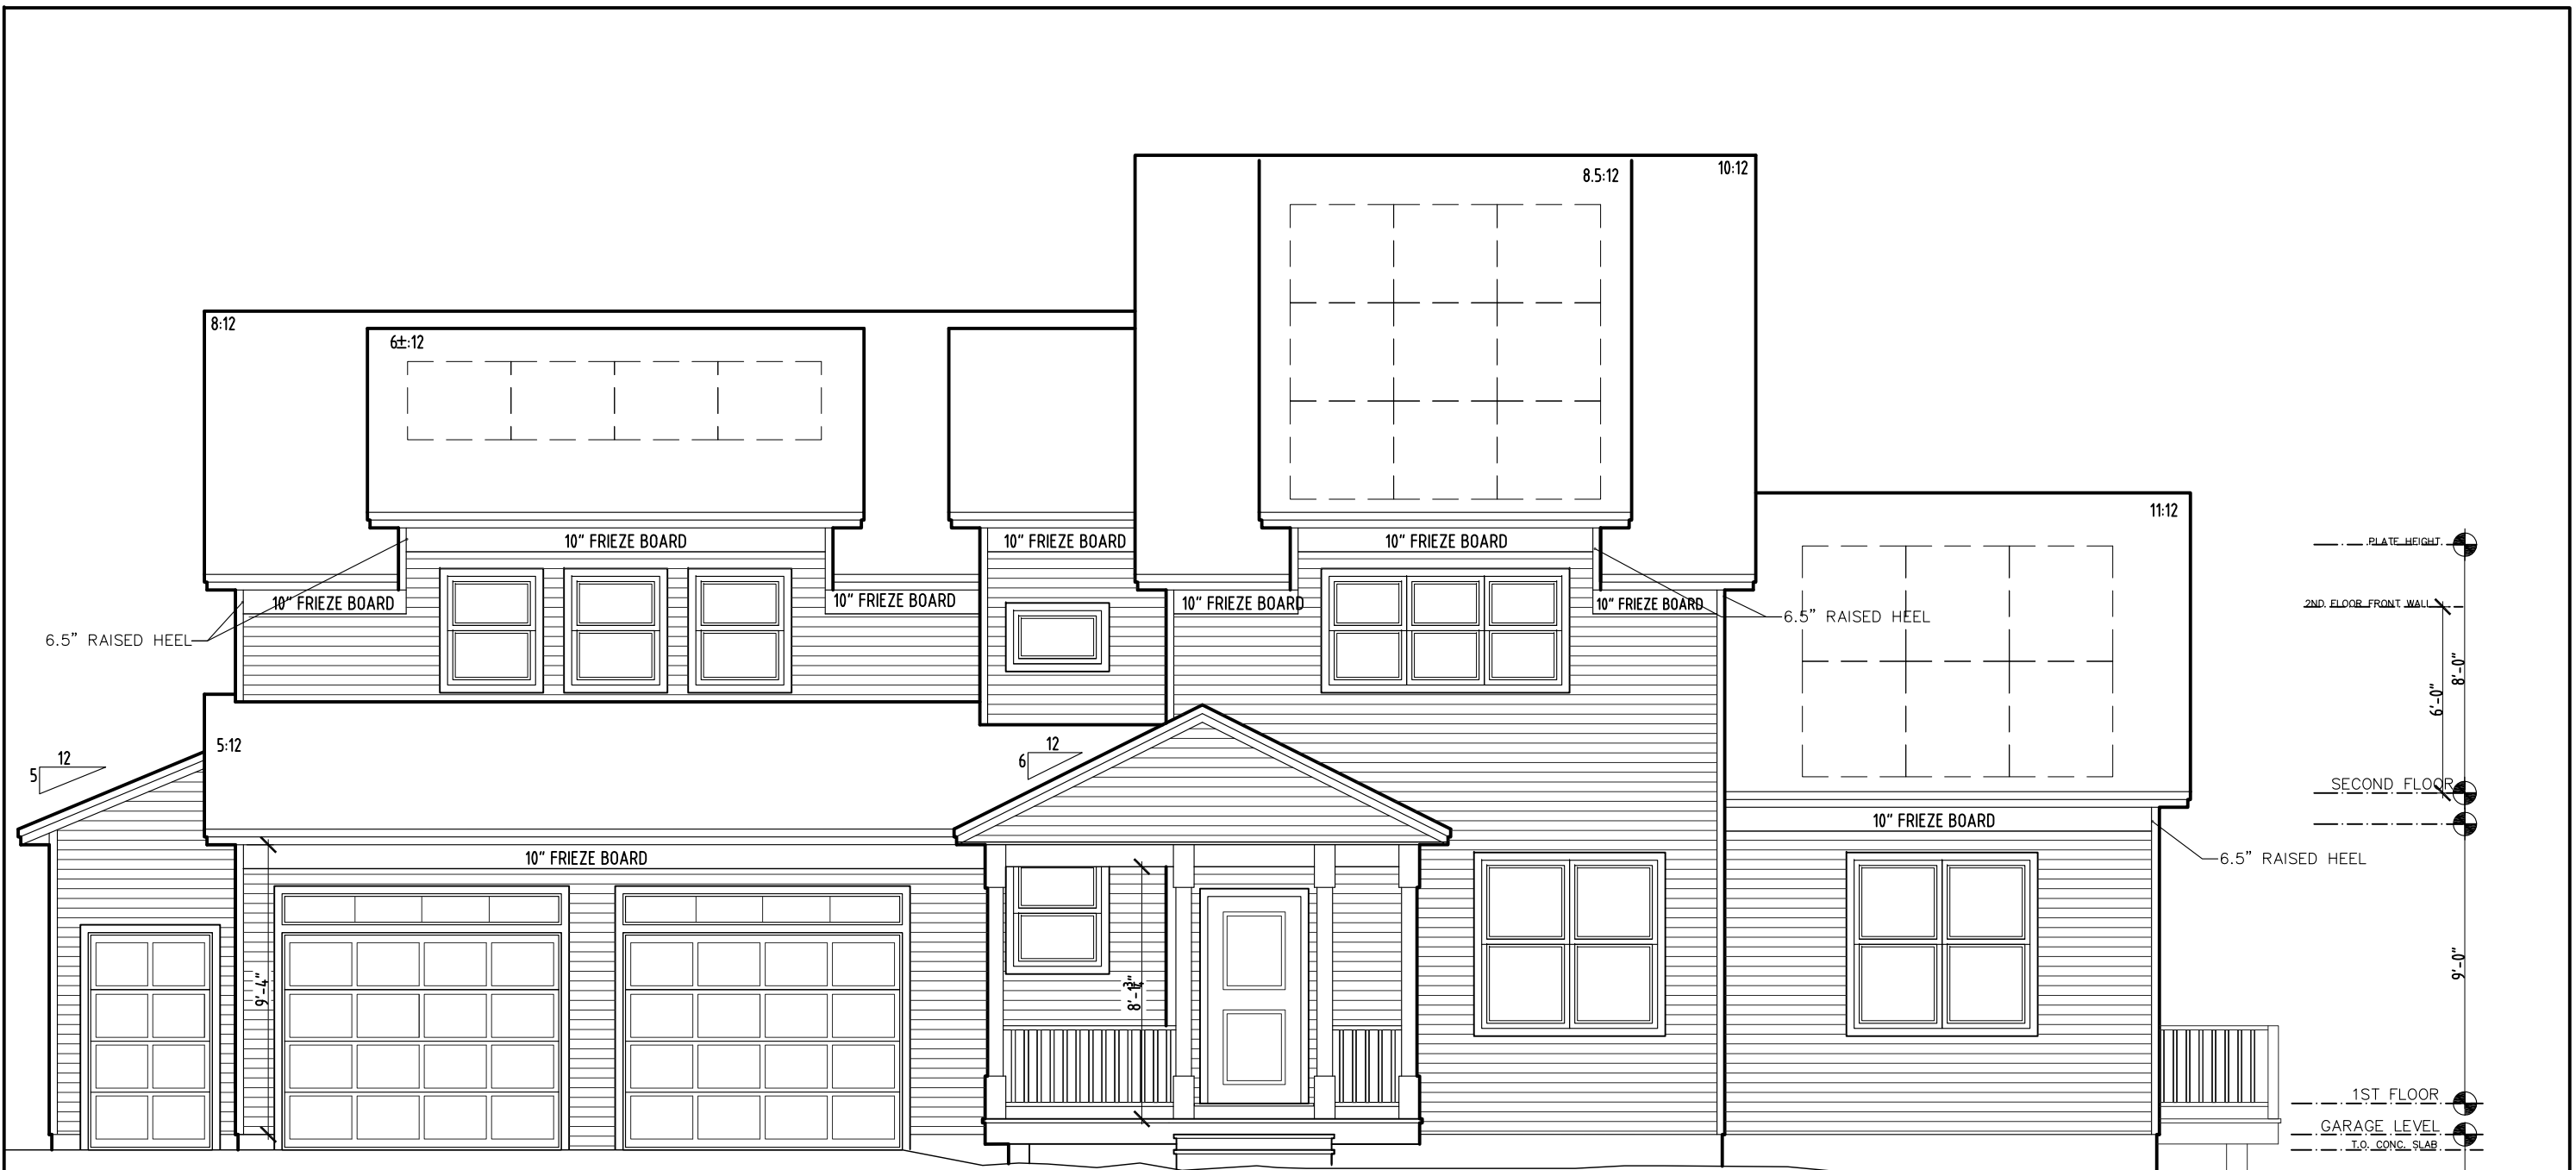 10:12
8.5:12
8:12
6±:12
11:12
10" FRIEZE BOARD
10" FRIEZE BOARD
10" FRIEZE BOARD
PLATE HEIGHT
10" FRIEZE BOARD
10" FRIEZE BOARD
10" FRIEZE BOARD
10" FRIEZE BOARD
2ND. FLOOR FRONT WALL
6.5" RAISED HEEL
6.5" RAISED HEEL
8'-0"
6'-0"
5:12
12
5
12
6
SECOND FLOOR
10" FRIEZE BOARD
10" FRIEZE BOARD
6.5" RAISED HEEL
9'-4"
9'-0"
1ST FLOOR
GARAGE LEVEL
T.O. CONC. SLAB